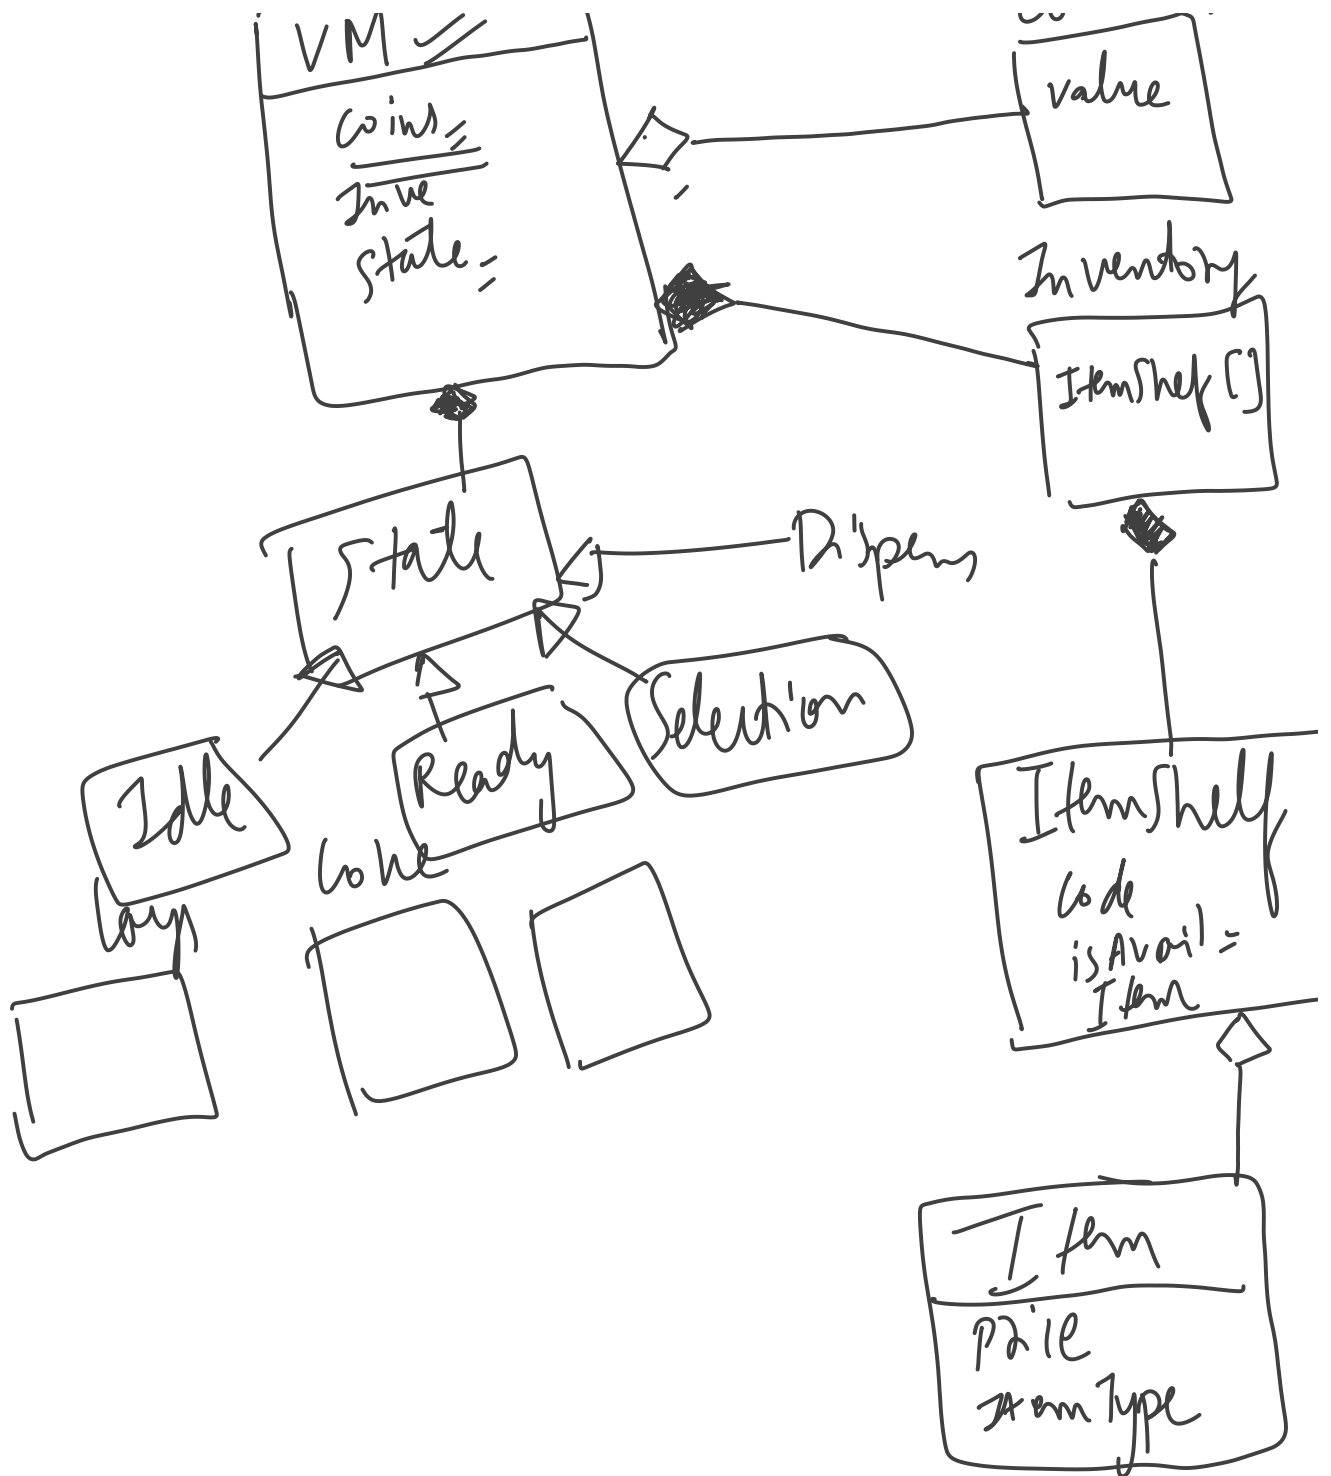 VM
Coins
Inve
State
value
Inventory
ItemShelf []
State
Dispens
Selection
Idle
Ready
ItemShelf
Code
isAvail
Item
Item
Price
ItemType